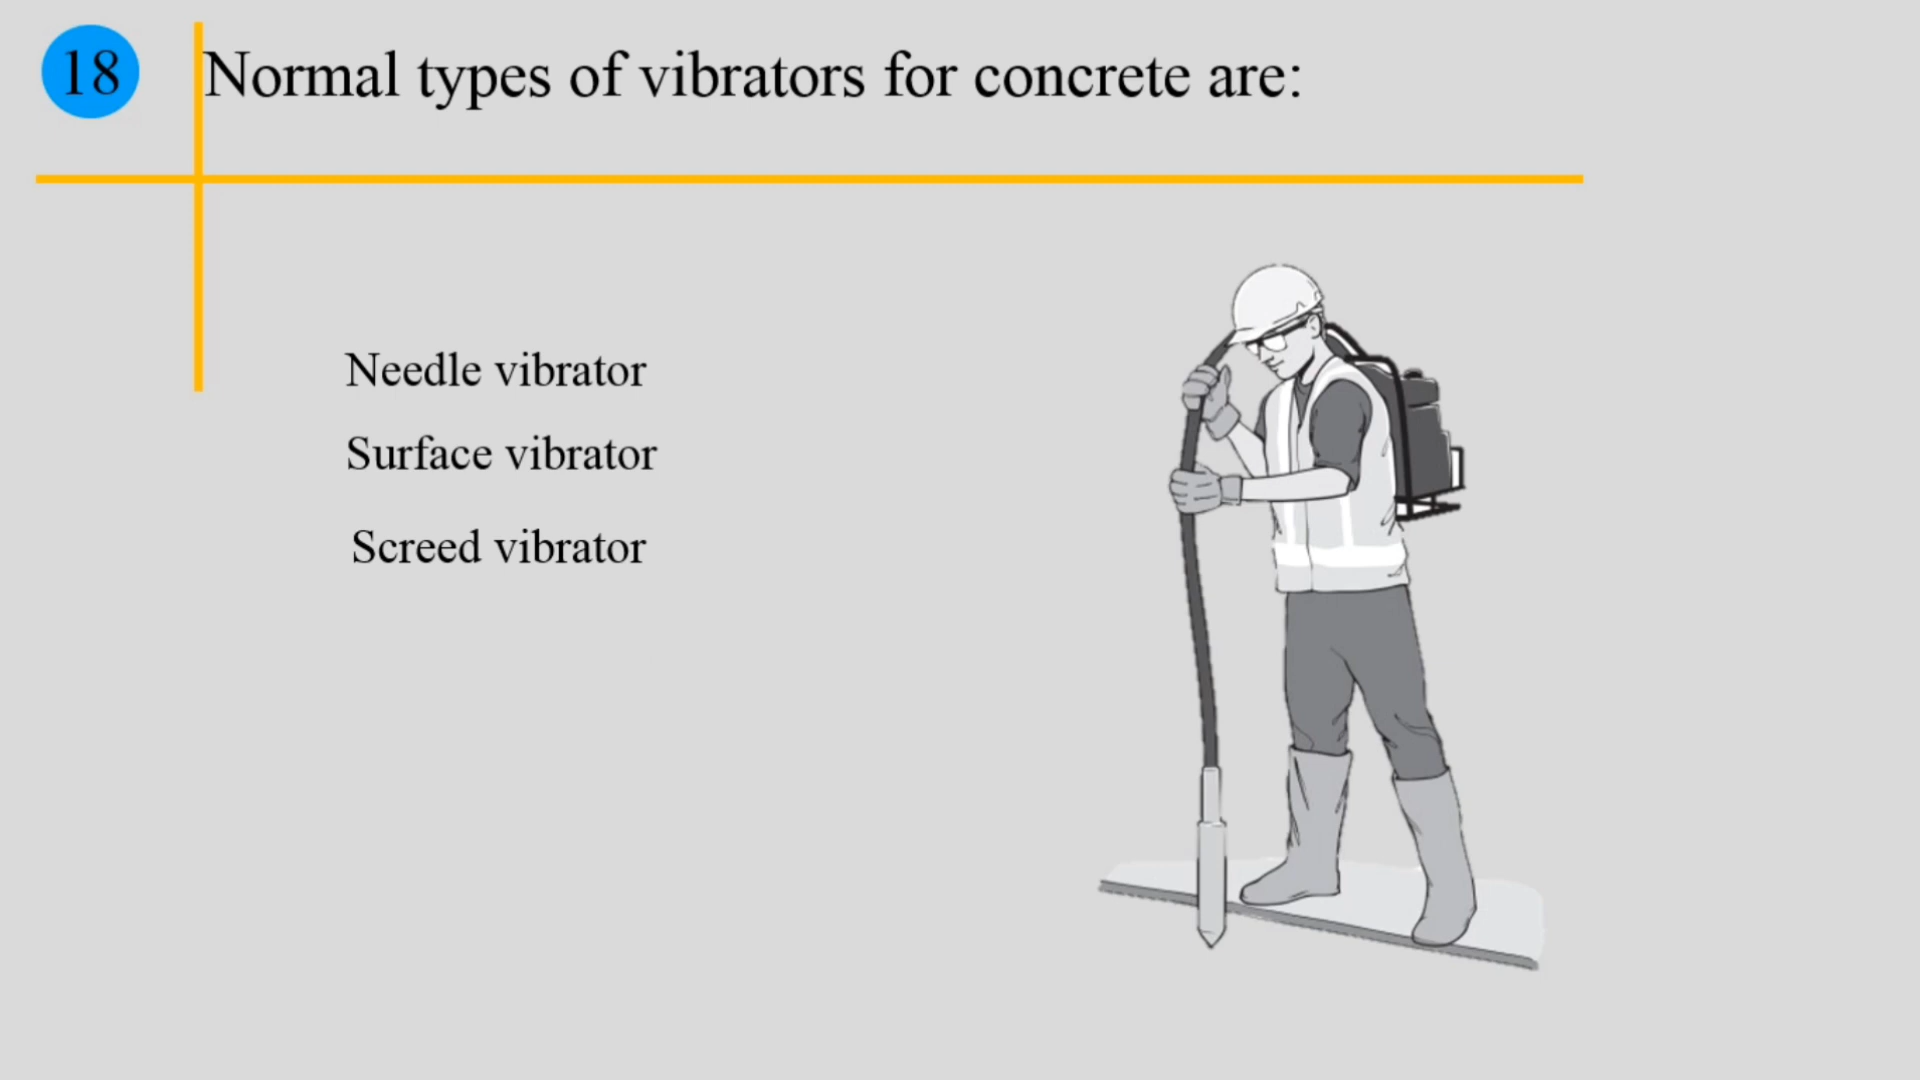 18
Normal types of vibrators for concrete are:
Needle vibrator
Surface vibrator
Screed vibrator